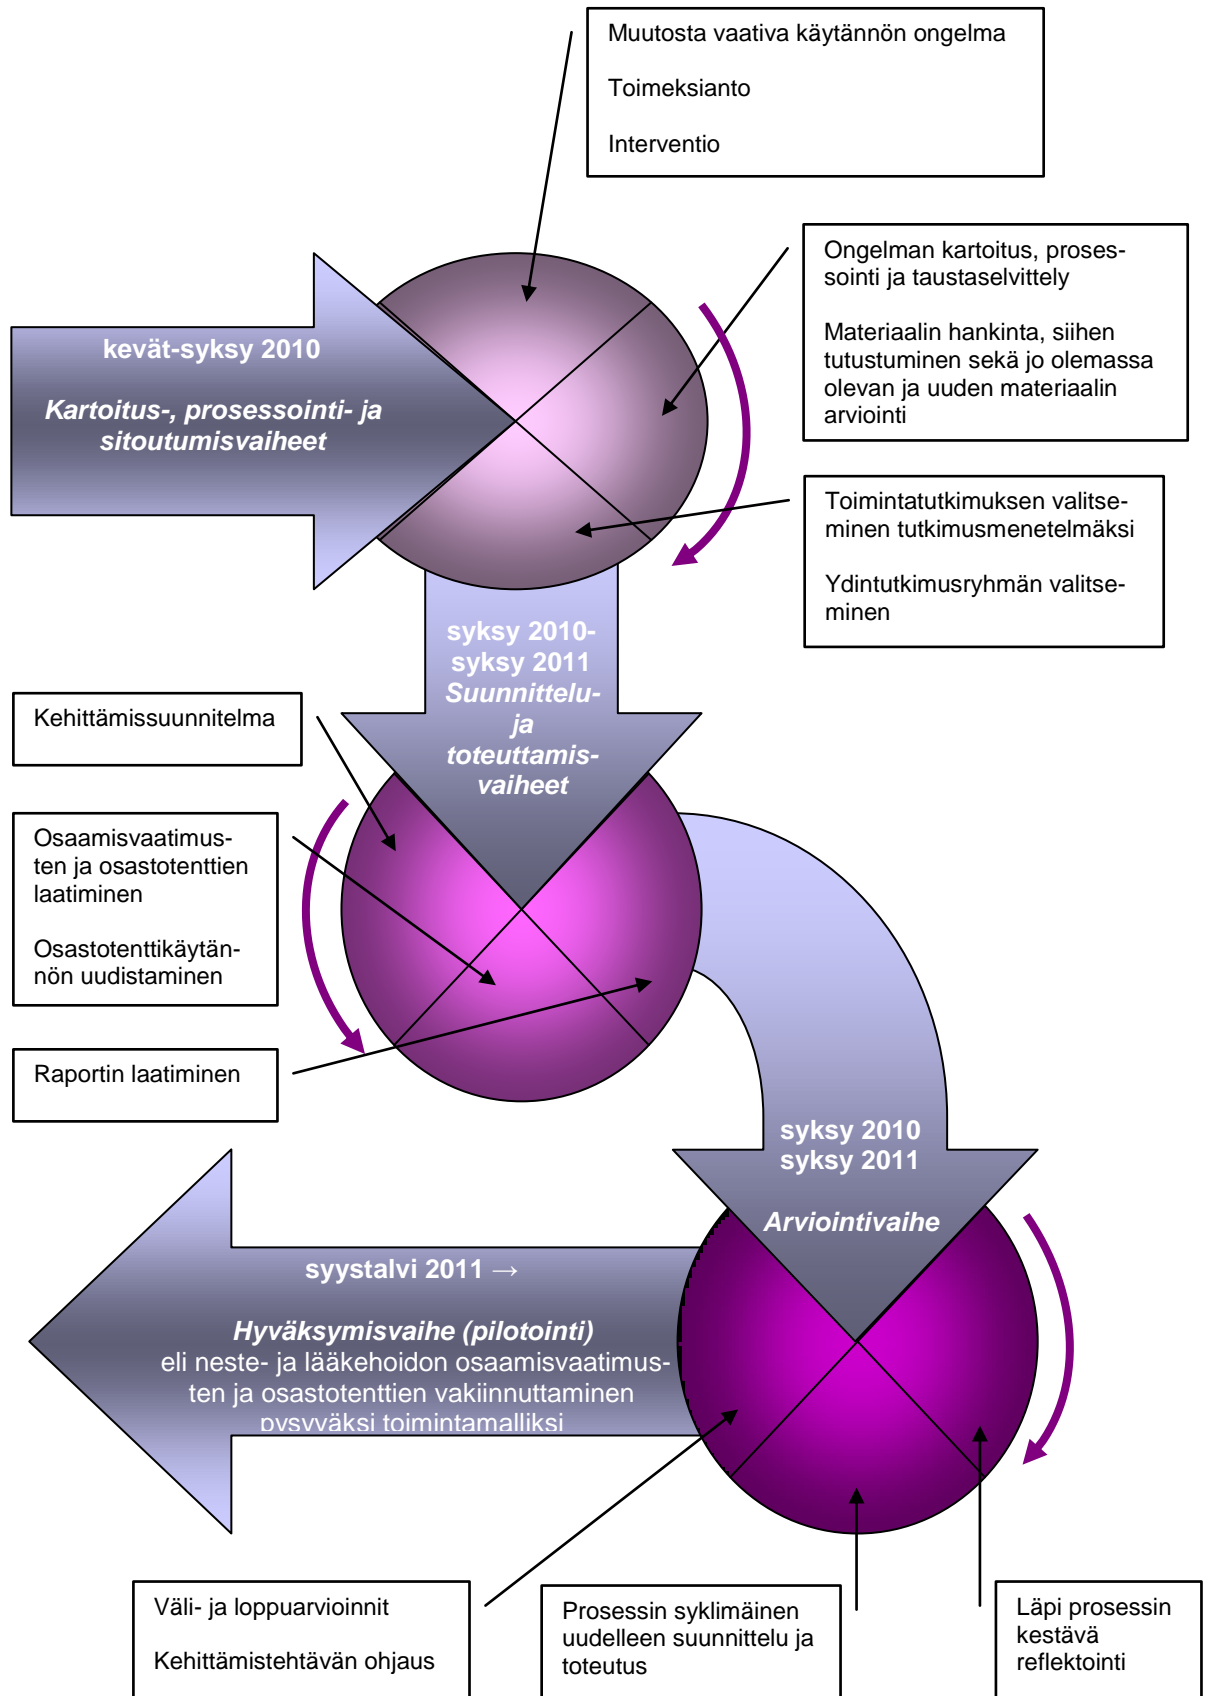 Muutosta vaativa käytännön ongelma
Toimeksianto
Interventio
Ongelman kartoitus, proses-
sointi ja taustaselvittely
Materiaalin hankinta, siihen
tutustuminen sekä jo olemassa
olevan ja uuden materiaalin
arviointi
kevät-syksy 2010
Kartoitus-, prosessointi- ja
sitoutumisvaiheet
Toimintatutkimuksen valitse-
minen tutkimusmenetelmäksi
Ydintutkimusryhmän valitse-
minen
syksy 2010-
syksy 2011
Suunnittelu-
ja
toteuttamis-
vaiheet
Kehittämissuunnitelma
Osaamisvaatimus-
ten ja osastotenttien
laatiminen
Osastotenttikäytän-
nön uudistaminen
Raportin laatiminen
syksy 2010
syksy 2011
Arviointivaihe
syystalvi 2011 →
Hyväksymisvaihe (pilotointi)
eli neste- ja lääkehoidon osaamisvaatimus-
ten ja osastotenttien vakiinnuttaminen
pysyväksi toimintamalliksi
Väli- ja loppuarvioinnit
Kehittämistehtävän ohjaus
Prosessin syklimäinen
uudelleen suunnittelu ja
toteutus
Läpi prosessin
kestävä
reflektointi